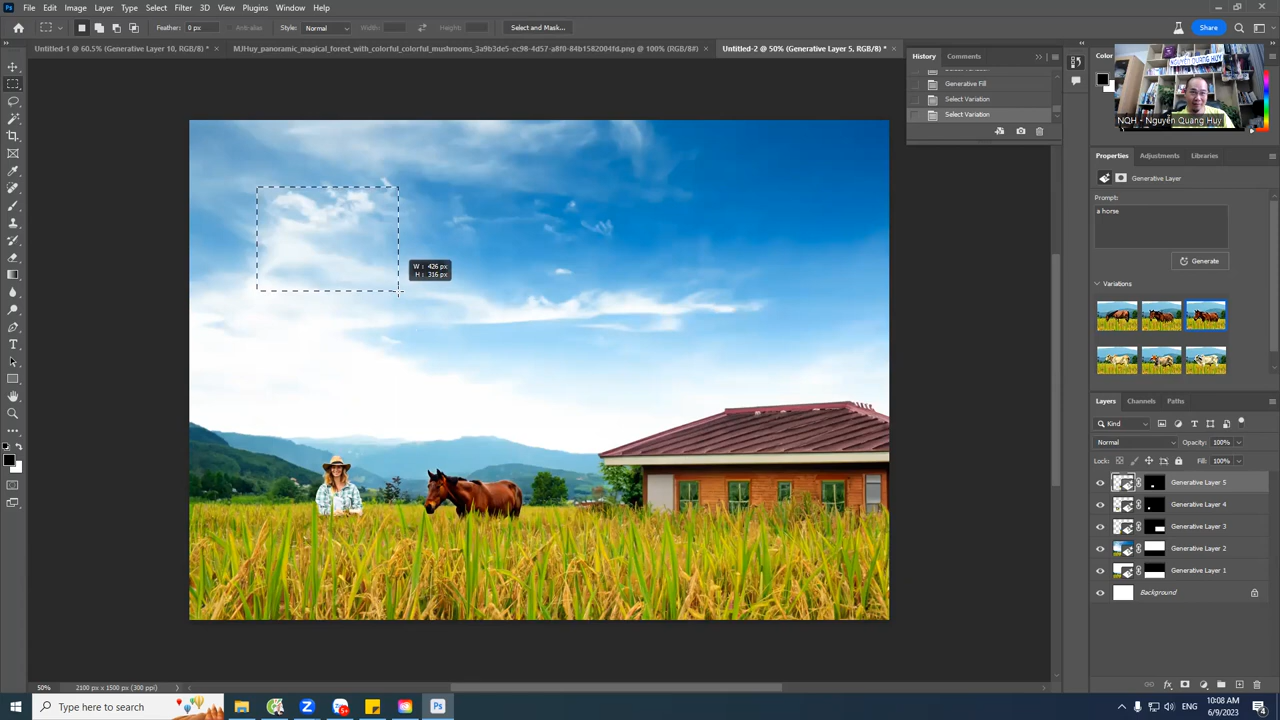 File Edit Image Layer Type Select Filter 3D View Plugins Window Help
Feather: 0 px Anti-alias Style: Normal Width: Height: Select and Mask... Share
Untitled-1 @ 60.5% (Generative Layer 10, RGB/8) * × MJHuy_panoramic_magical_forest_with_colorful_colorful_mushrooms_3a9b3de5-ec98-4d57-a8f0-84b1582004fd.png @ 100% (RGB/8#) × Untitled-2 @ 50% (Generative Layer 5, RGB/8) * ×
History Comments
Generative Fill
Select Variation
Select Variation
Color
NGUYỄN QUANG HUY
NQH - Nguyễn Quang Huy
Properties Adjustments Libraries
Generative Layer
Prompt:
a horse
Generate
Variations
W: 426 px
H: 316 px
Layers Channels Paths
Kind
Normal Opacity: 100%
Lock: Fill: 100%
Generative Layer 5
Generative Layer 4
Generative Layer 3
Generative Layer 2
Generative Layer 1
Background
50% 2100 px x 1500 px (300 ppi)
Type here to search
Ps
ENG
10:08 AM
6/9/2023